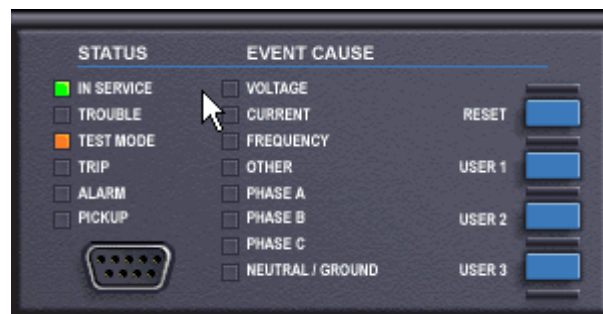 STATUS EVENT CAUSE
IN SERVICE VOLTAGE
TROUBLE CURRENT RESET
TEST MODE FREQUENCY
TRIP OTHER USER 1
ALARM PHASE A
PICKUP PHASE B USER 2
PHASE C
NEUTRAL / GROUND USER 3